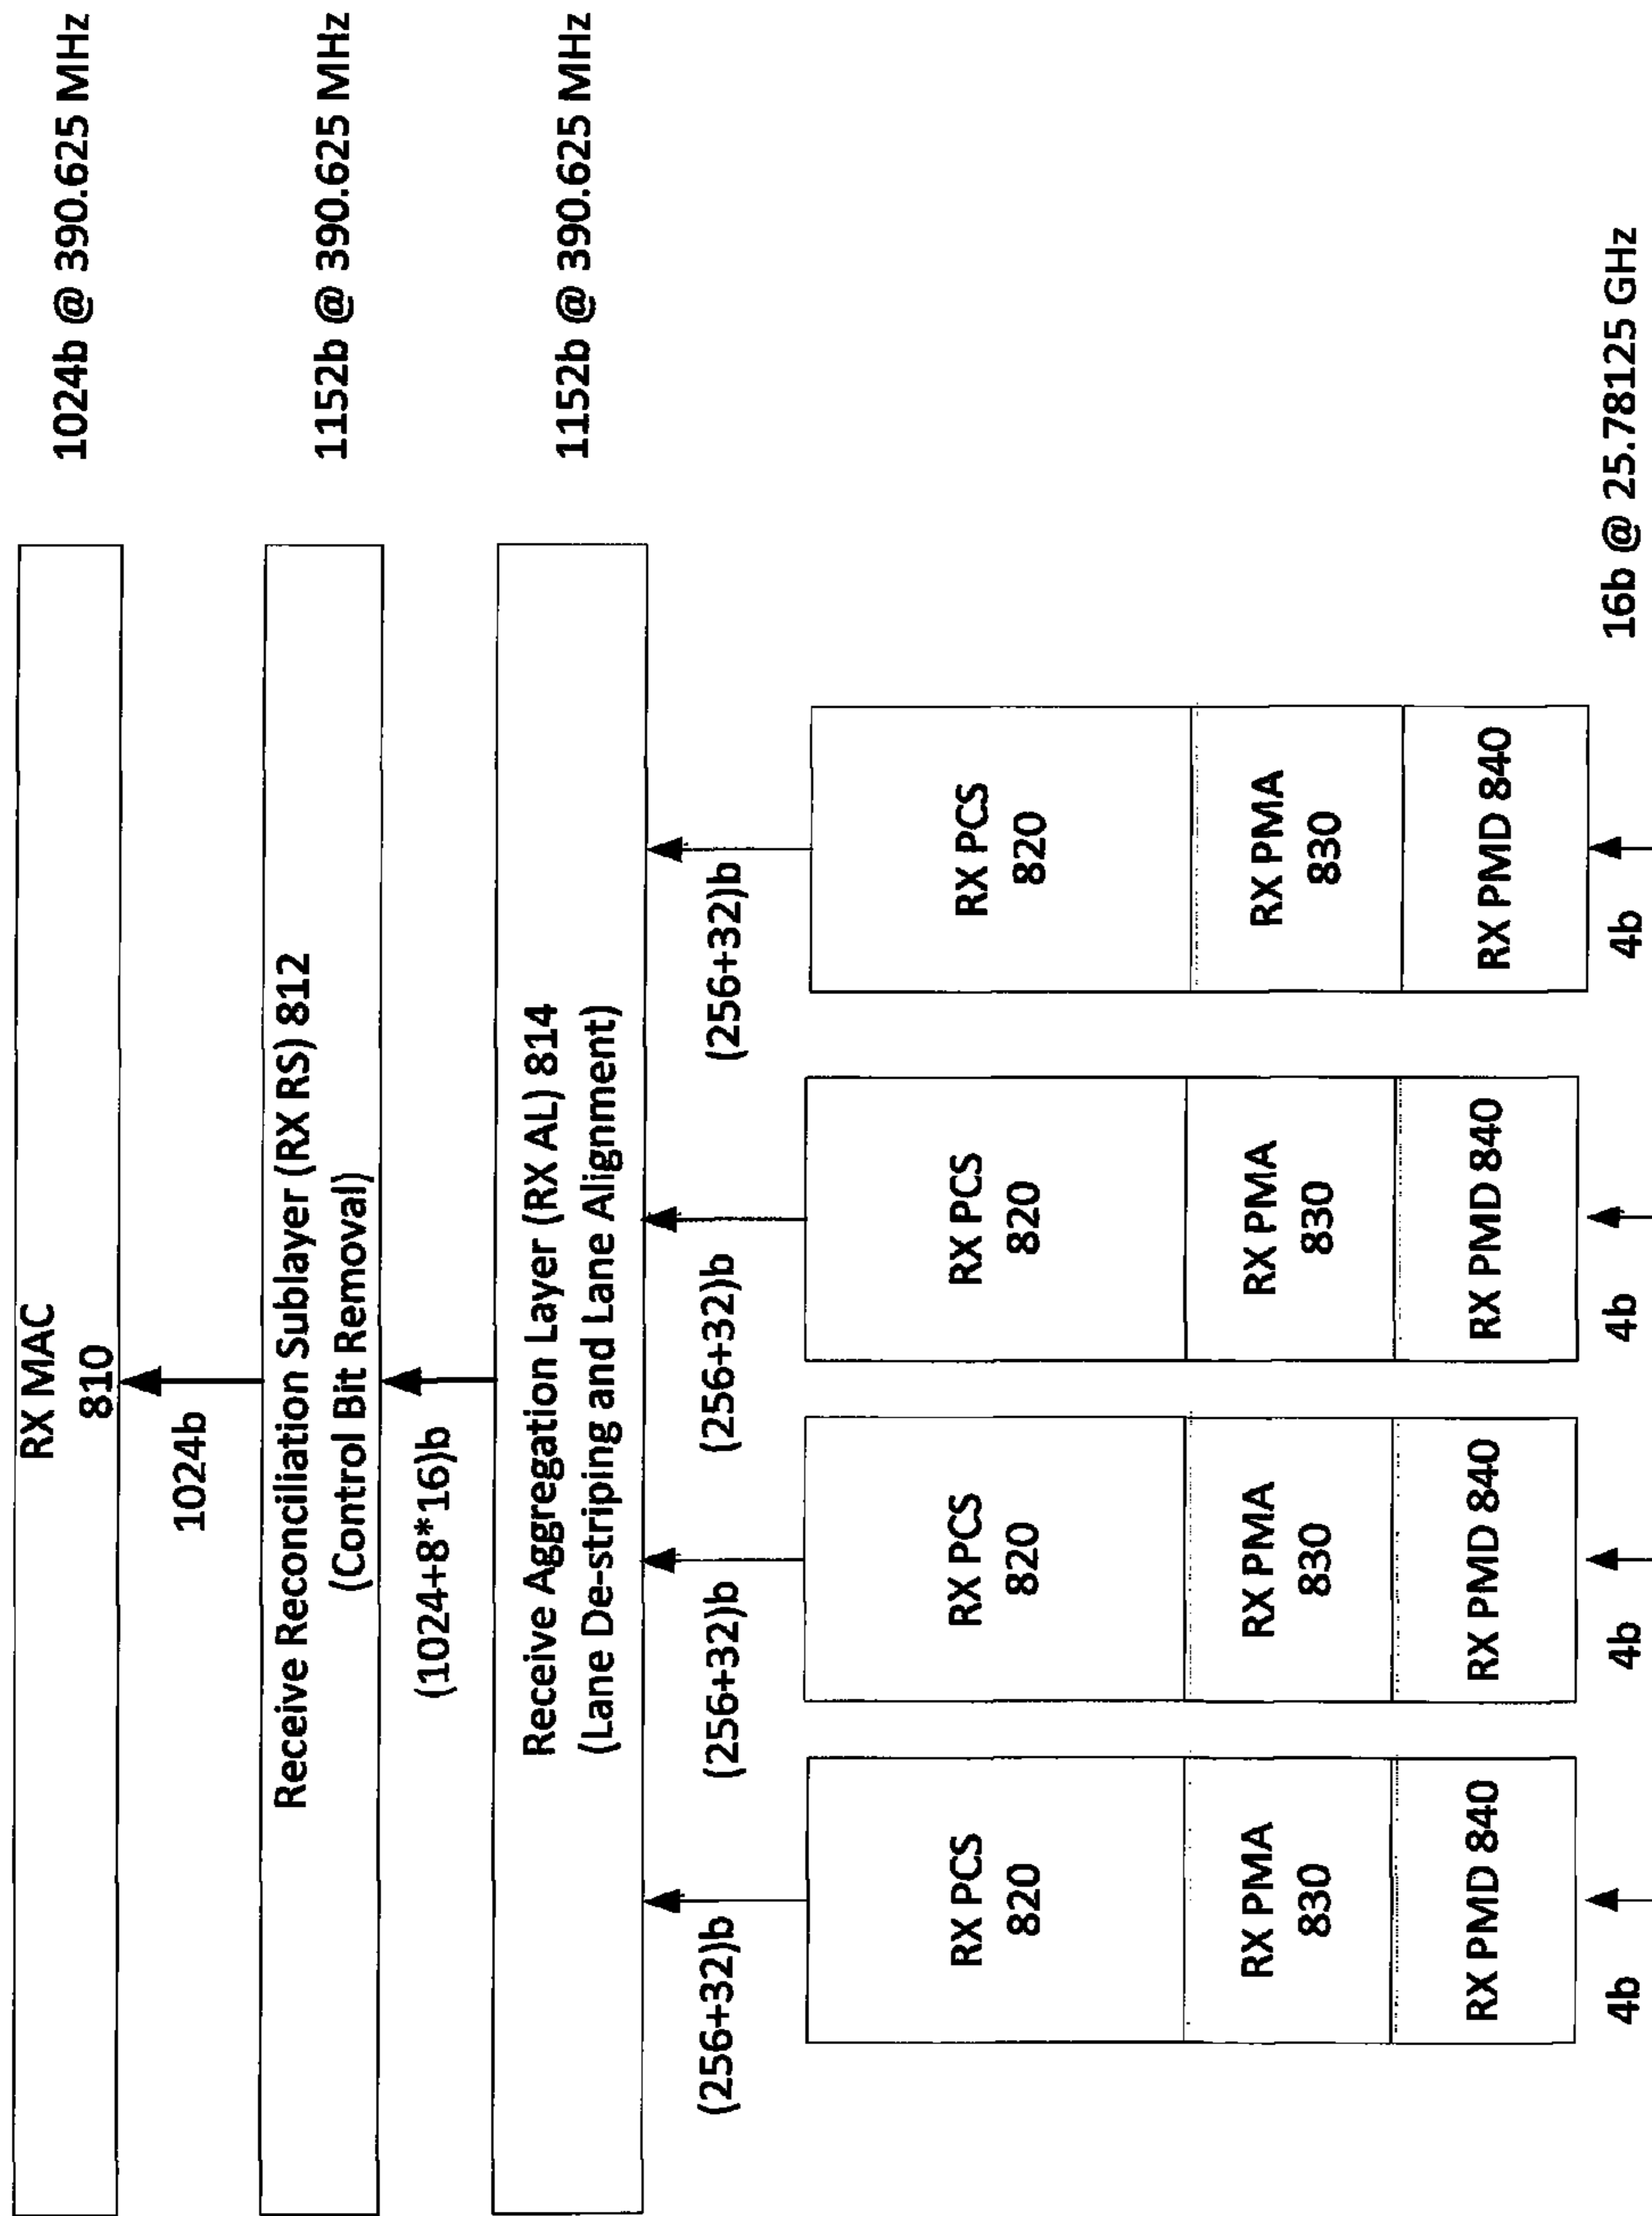 RX MAC
810
1024b @ 390.625 MHz
1024b
Receive Reconciliation Sublayer (RX RS) 812
(Control Bit Removal)
1152b @ 390.625 MHz
(1024+8*16)b
Receive Aggregation Layer (RX AL) 814
(Lane De-striping and Lane Alignment)
1152b @ 390.625 MHz
(256+32)b
(256+32)b
(256+32)b
(256+32)b
RX PCS
820
RX PCS
820
RX PCS
820
RX PCS
820
RX PMA
830
RX PMA
830
RX PMA
830
RX PMA
830
RX PMD 840
RX PMD 840
RX PMD 840
RX PMD 840
4b
4b
4b
4b
16b @ 25.78125 GHz